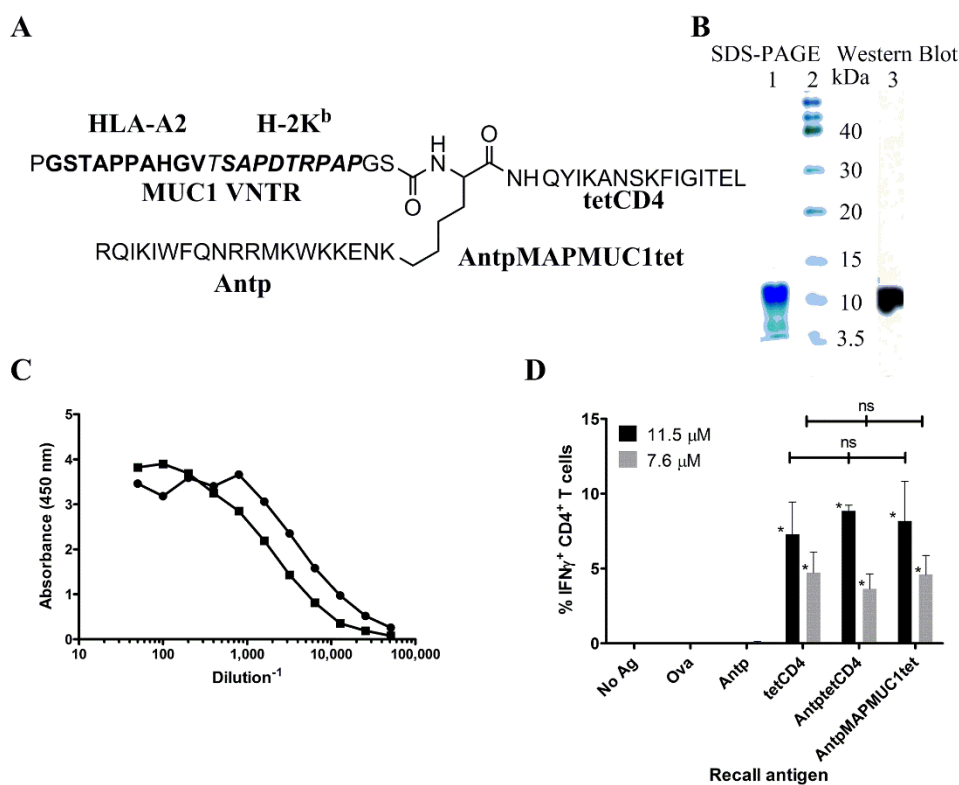 A
HLA-A2 H-2Kᵇ
PGSTAPPAHGVTSAPDTRPAPGS
MUC1 VNTR
O
H
N
O
NHQYIKANSKFIGITEL
tetCD4
RQIKIWFQNRRMKWKKENK
Antp
AntpMAPMUC1tet
B
SDS-PAGE Western Blot
1 2 kDa 3
40
30
20
15
10
3.5
C
Absorbance (450 nm)
5
4
3
2
1
0
10 100 1,000 10,000 100,000
Dilution⁻¹
D
ns
ns
11.5 μM
7.6 μM
% IFNγ⁺ CD4⁺ T cells
15
10
5
0
* * * * * *
No Ag
Ova
Antp
tetCD4
AntptetCD4
AntpMAPMUC1tet
Recall antigen